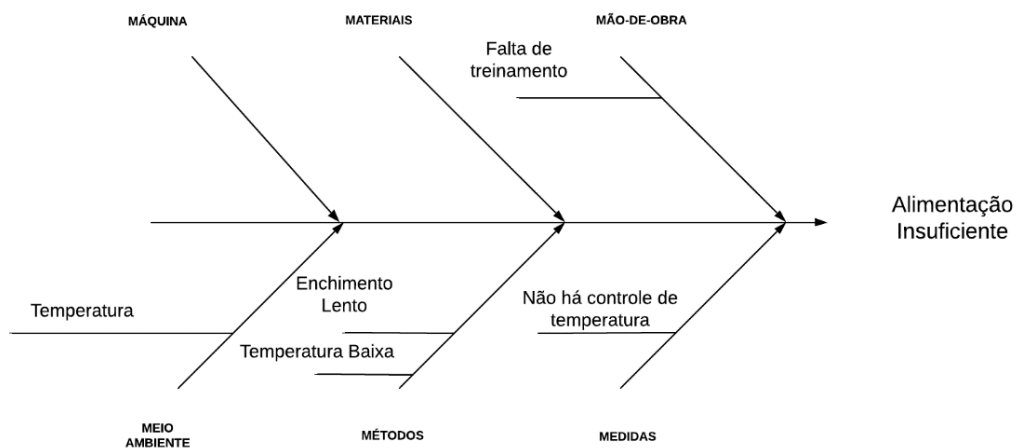 MÁQUINA
MATERIAIS
MÃO-DE-OBRA
Falta de
treinamento
Alimentação
Insuficiente
Temperatura
Enchimento
Lento
Temperatura Baixa
Não há controle de
temperatura
MEIO
AMBIENTE
MÉTODOS
MEDIDAS